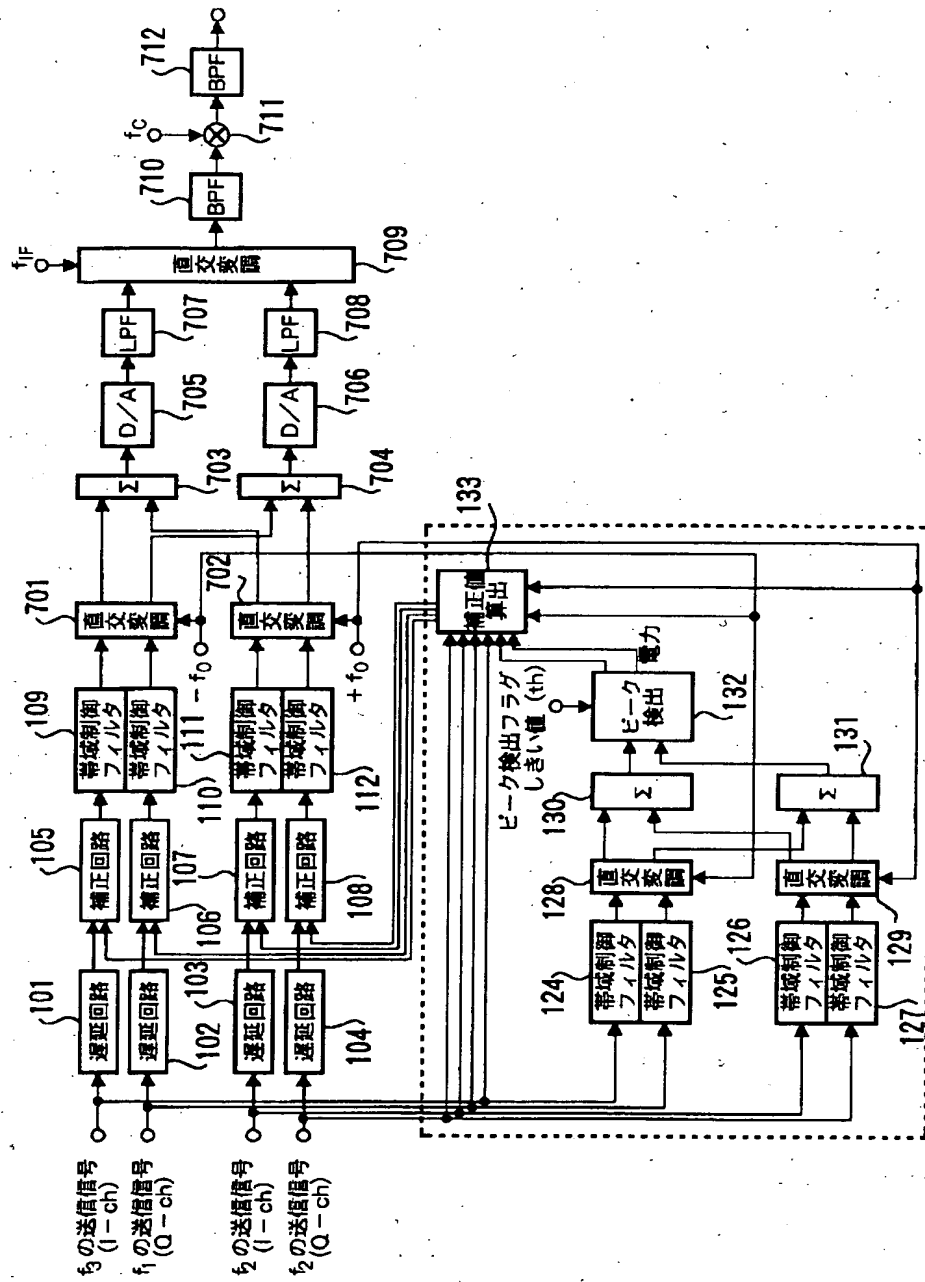 f3の送信信号
(I－ch)
f1の送信信号
(Q－ch)
f2の送信信号
(I－ch)
f2の送信信号
(Q－ch)
101
遅延回路
遅延回路
102
103
遅延回路
遅延回路
104
105
補正回路
補正回路
106
107
補正回路
補正回路
108
109
帯域制御
フィルタ
帯域制御
フィルタ
110
111
帯域制御
フィルタ
帯域制御
フィルタ
112
701
直交変調
－f0
702
直交変調
＋f0
Σ
703
Σ
704
D/A
705
D/A
706
LPF
707
LPF
708
fIF
直交変調
709
710
BPF
fC
711
712
BPF
133
補正値
算出
電力
ピーク検出フラグ
しきい値 (th)
ピーク
検出
132
130
Σ
131
Σ
128
直交変調
直交変調
129
124
帯域制御
フィルタ
帯域制御
フィルタ
125
126
帯域制御
フィルタ
帯域制御
フィルタ
127